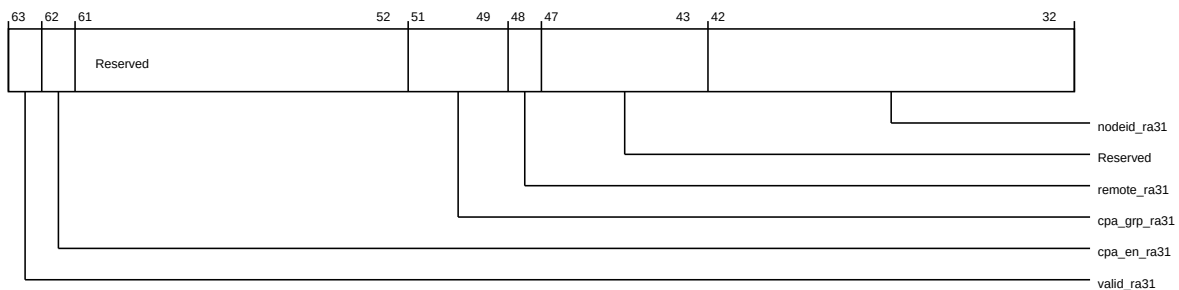 63 62 61 52 51 49 48 47 43 42 32
Reserved
nodeid_ra31
Reserved
remote_ra31
cpa_grp_ra31
cpa_en_ra31
valid_ra31